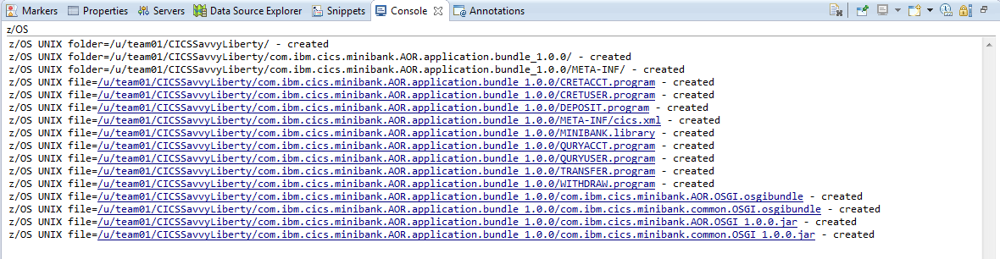 Markers Properties Servers Data Source Explorer Snippets Console Annotations
z/OS
z/OS UNIX folder=/u/team01/CICSSavvyLiberty/ - created
z/OS UNIX folder=/u/team01/CICSSavvyLiberty/com.ibm.cics.minibank.AOR.application.bundle_1.0.0/ - created
z/OS UNIX folder=/u/team01/CICSSavvyLiberty/com.ibm.cics.minibank.AOR.application.bundle_1.0.0/META-INF/ - created
z/OS UNIX file=/u/team01/CICSSavvyLiberty/com.ibm.cics.minibank.AOR.application.bundle_1.0.0/CRETACCT.program - created
z/OS UNIX file=/u/team01/CICSSavvyLiberty/com.ibm.cics.minibank.AOR.application.bundle_1.0.0/CRETUSER.program - created
z/OS UNIX file=/u/team01/CICSSavvyLiberty/com.ibm.cics.minibank.AOR.application.bundle_1.0.0/DEPOSIT.program - created
z/OS UNIX file=/u/team01/CICSSavvyLiberty/com.ibm.cics.minibank.AOR.application.bundle_1.0.0/META-INF/cics.xml - created
z/OS UNIX file=/u/team01/CICSSavvyLiberty/com.ibm.cics.minibank.AOR.application.bundle_1.0.0/MINIBANK.library - created
z/OS UNIX file=/u/team01/CICSSavvyLiberty/com.ibm.cics.minibank.AOR.application.bundle_1.0.0/QURYACCT.program - created
z/OS UNIX file=/u/team01/CICSSavvyLiberty/com.ibm.cics.minibank.AOR.application.bundle_1.0.0/QURYUSER.program - created
z/OS UNIX file=/u/team01/CICSSavvyLiberty/com.ibm.cics.minibank.AOR.application.bundle_1.0.0/TRANSFER.program - created
z/OS UNIX file=/u/team01/CICSSavvyLiberty/com.ibm.cics.minibank.AOR.application.bundle_1.0.0/WITHDRAW.program - created
z/OS UNIX file=/u/team01/CICSSavvyLiberty/com.ibm.cics.minibank.AOR.application.bundle_1.0.0/com.ibm.cics.minibank.AOR.OSGI.osgibundle - created
z/OS UNIX file=/u/team01/CICSSavvyLiberty/com.ibm.cics.minibank.AOR.application.bundle_1.0.0/com.ibm.cics.minibank.common.OSGI.osgibundle - created
z/OS UNIX file=/u/team01/CICSSavvyLiberty/com.ibm.cics.minibank.AOR.application.bundle_1.0.0/com.ibm.cics.minibank.AOR.OSGI_1.0.0.jar - created
z/OS UNIX file=/u/team01/CICSSavvyLiberty/com.ibm.cics.minibank.AOR.application.bundle_1.0.0/com.ibm.cics.minibank.common.OSGI_1.0.0.jar - created